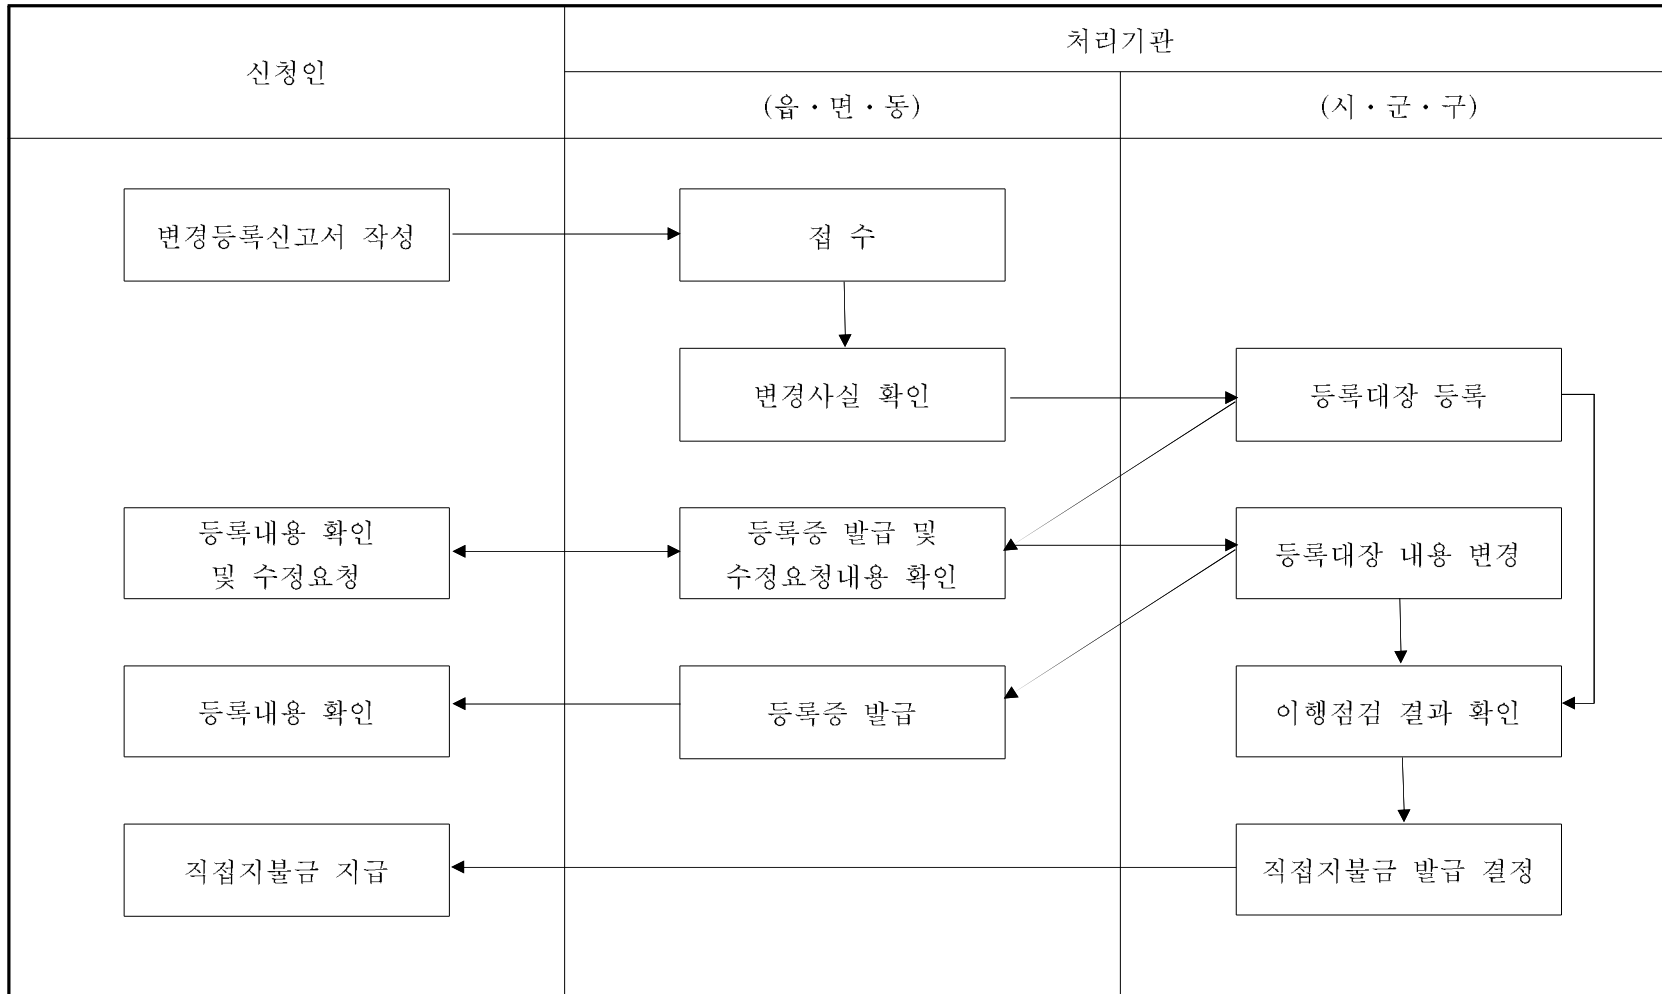 신청인
처리기관
(읍·면·동)
(시·군·구)
변경등록신고서 작성
접 수
변경사실 확인
등록대장 등록
등록내용 확인
및 수정요청
등록증 발급 및
수정요청내용 확인
등록대장 내용 변경
등록내용 확인
등록증 발급
이행점검 결과 확인
직접지불금 지급
직접지불금 발급 결정